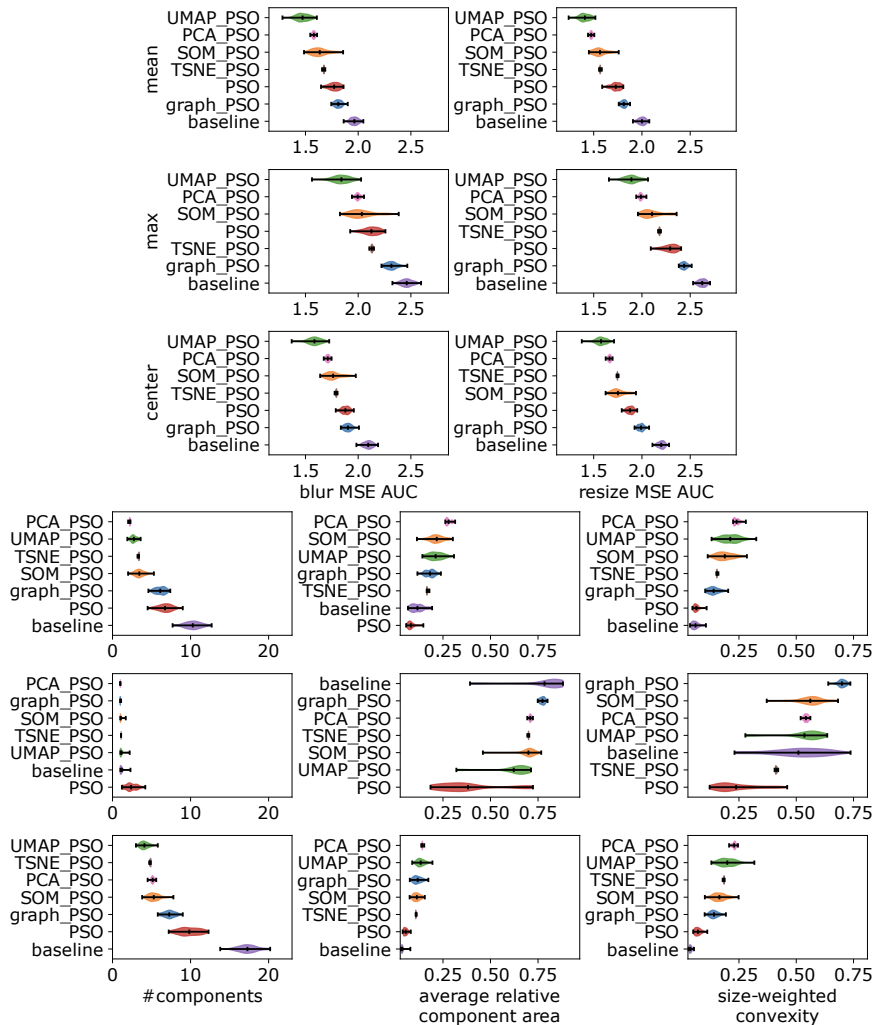 mean
UMAP_PSO
PCA_PSO
SOM_PSO
TSNE_PSO
PSO
graph_PSO
baseline
1.5 2.0 2.5
UMAP_PSO
PCA_PSO
SOM_PSO
TSNE_PSO
PSO
graph_PSO
baseline
1.5 2.0 2.5
max
UMAP_PSO
PCA_PSO
SOM_PSO
PSO
TSNE_PSO
graph_PSO
baseline
1.5 2.0 2.5
UMAP_PSO
PCA_PSO
SOM_PSO
TSNE_PSO
PSO
graph_PSO
baseline
1.5 2.0 2.5
center
UMAP_PSO
PCA_PSO
SOM_PSO
TSNE_PSO
PSO
graph_PSO
baseline
1.5 2.0 2.5
blur MSE AUC
UMAP_PSO
PCA_PSO
TSNE_PSO
SOM_PSO
PSO
graph_PSO
baseline
1.5 2.0 2.5
resize MSE AUC
PCA_PSO
UMAP_PSO
TSNE_PSO
SOM_PSO
graph_PSO
PSO
baseline
0 10 20
PCA_PSO
SOM_PSO
UMAP_PSO
graph_PSO
TSNE_PSO
baseline
PSO
0.25 0.50 0.75
PCA_PSO
UMAP_PSO
SOM_PSO
TSNE_PSO
graph_PSO
PSO
baseline
0.25 0.50 0.75
PCA_PSO
graph_PSO
SOM_PSO
TSNE_PSO
UMAP_PSO
baseline
PSO
0 10 20
baseline
graph_PSO
PCA_PSO
TSNE_PSO
SOM_PSO
UMAP_PSO
PSO
0.25 0.50 0.75
graph_PSO
SOM_PSO
PCA_PSO
UMAP_PSO
baseline
TSNE_PSO
PSO
0.25 0.50 0.75
UMAP_PSO
TSNE_PSO
PCA_PSO
SOM_PSO
graph_PSO
PSO
baseline
0 10 20
#components
PCA_PSO
UMAP_PSO
graph_PSO
SOM_PSO
TSNE_PSO
PSO
baseline
0.25 0.50 0.75
average relative
component area
PCA_PSO
UMAP_PSO
TSNE_PSO
SOM_PSO
graph_PSO
PSO
baseline
0.25 0.50 0.75
size-weighted
convexity